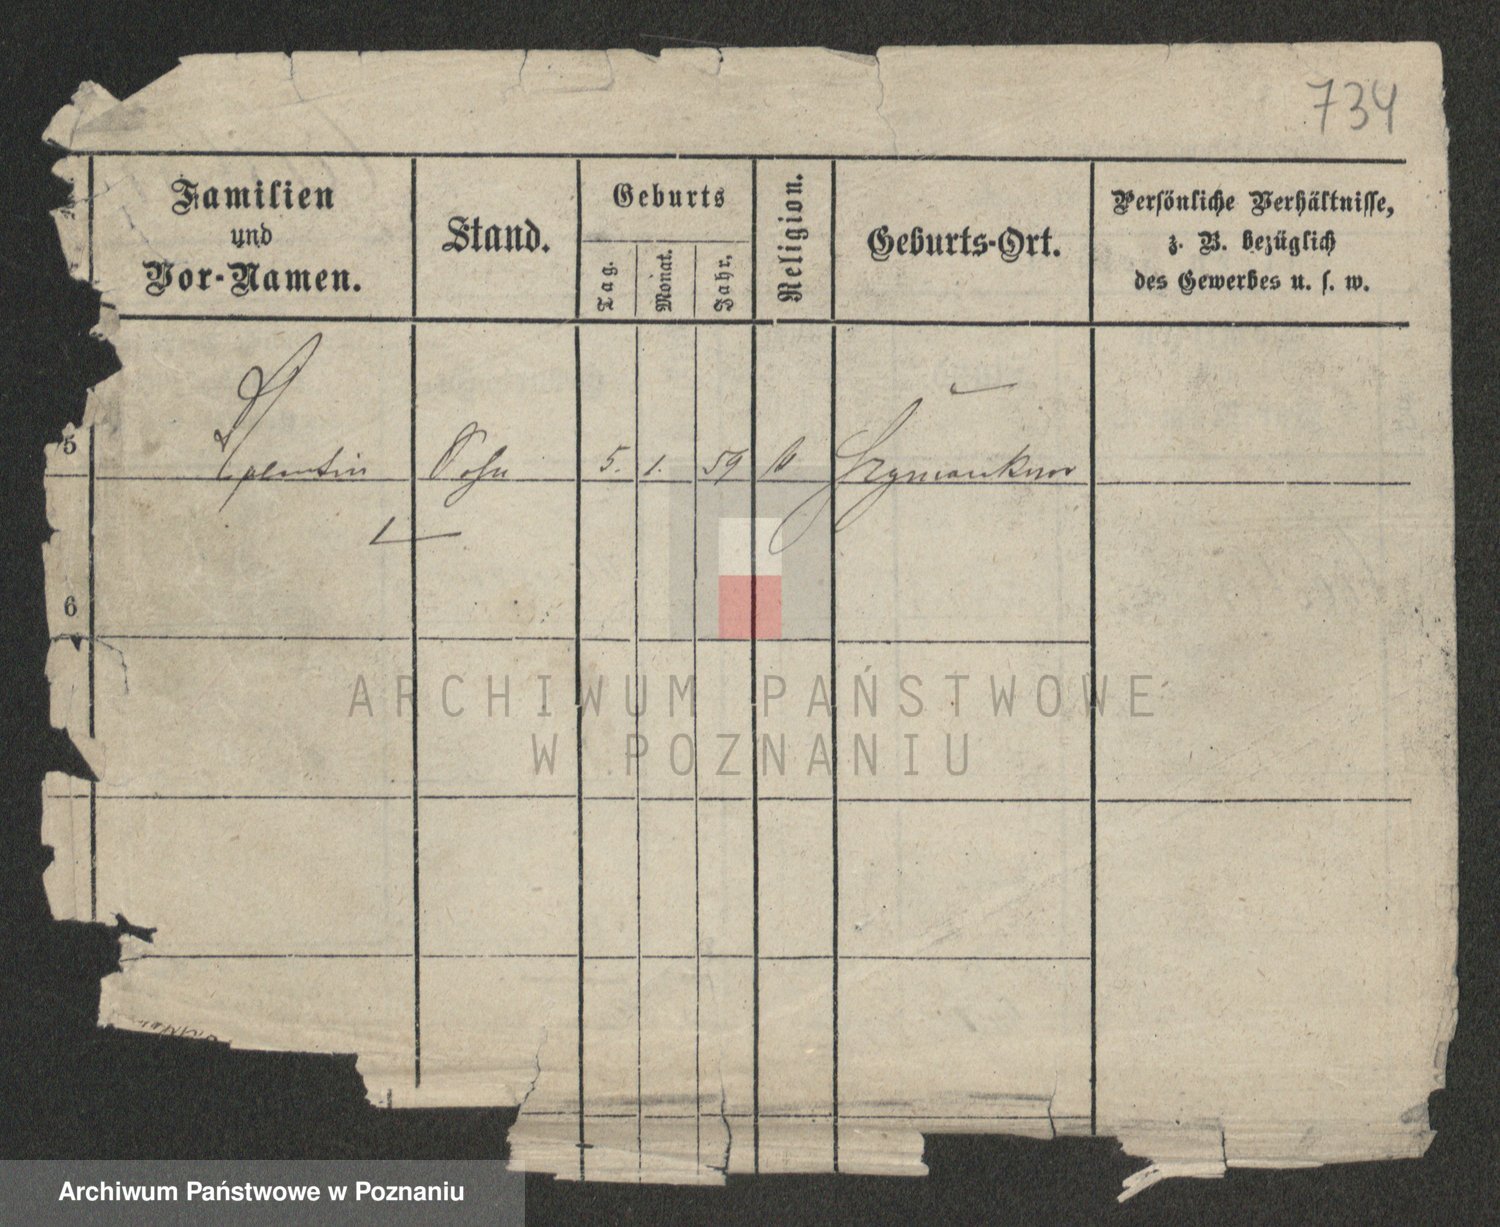 734
Familien
und
Vor-Namen.
Stand.
Geburts
Tag.
Monat.
Jahr.
Religion.
Geburts-Ort.
Persönliche Verhältnisse,
z. B. bezüglich
des Gewerbes u. s. w.
5
Valentin Sohn 5. 1. 59 k
6
ARCHIWUM PAŃSTWOWE
W POZNANIU
Archiwum Państwowe w Poznaniu